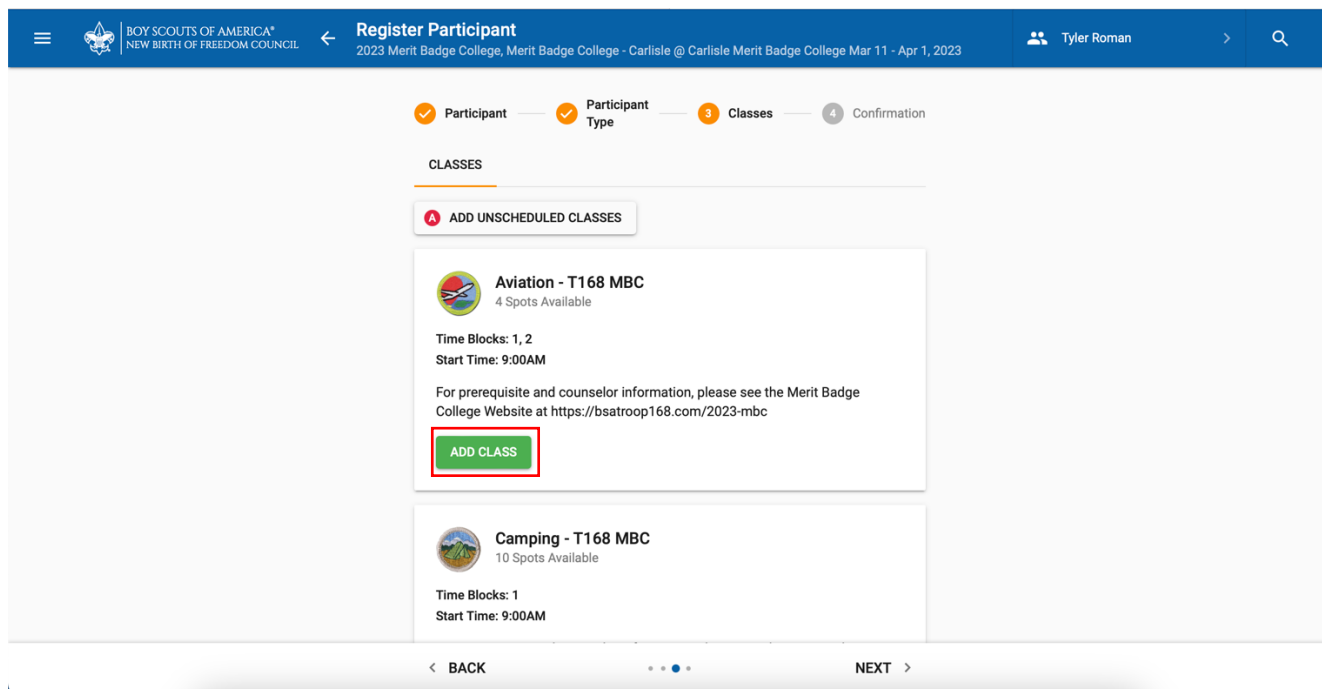 BOY SCOUTS OF AMERICA®
NEW BIRTH OF FREEDOM COUNCIL
Register Participant
2023 Merit Badge College, Merit Badge College - Carlisle @ Carlisle Merit Badge College Mar 11 - Apr 1, 2023
Tyler Roman
Participant
Participant
Type
3 Classes
4 Confirmation
CLASSES
A ADD UNSCHEDULED CLASSES
Aviation - T168 MBC
4 Spots Available
Time Blocks: 1, 2
Start Time: 9:00AM
For prerequisite and counselor information, please see the Merit Badge
College Website at https://bsatroop168.com/2023-mbc
ADD CLASS
Camping - T168 MBC
10 Spots Available
Time Blocks: 1
Start Time: 9:00AM
BACK
NEXT